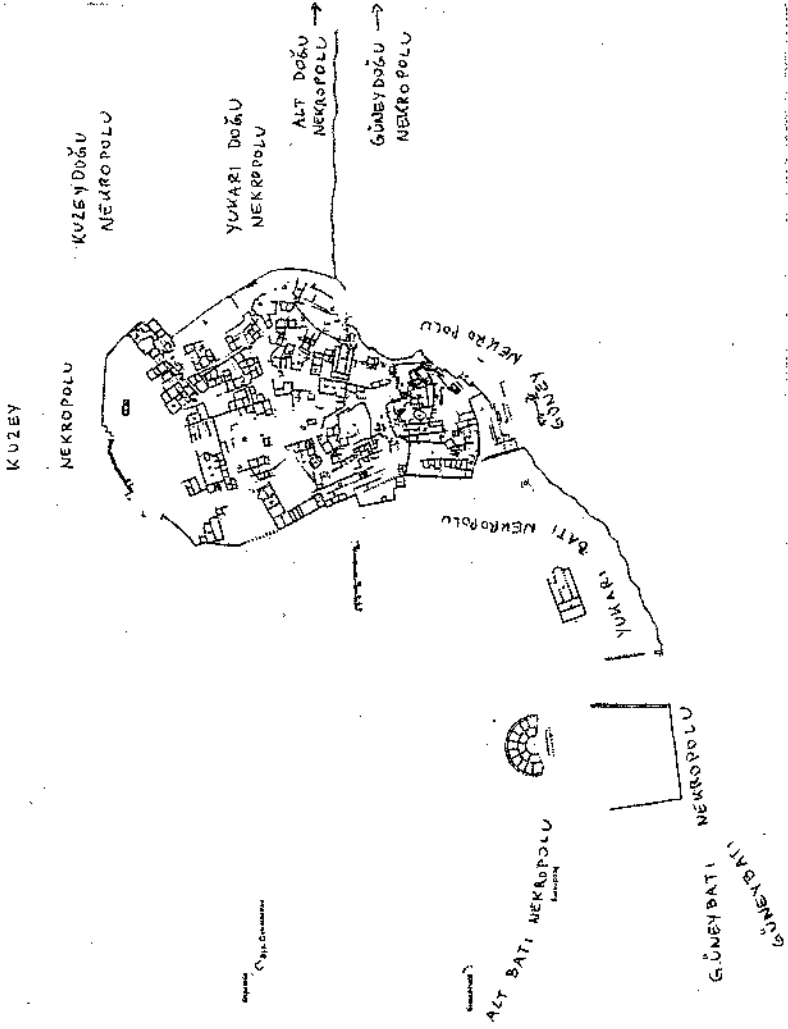 KUZEY
NEKROPOLU
KUZEYDOĞU
NEKROPOLU
YUKARI DOĞU
NEKROPOLU
ALT DOĞU →
NEKROPOLU
GÜNEYDOĞU →
NEKROPOLU
GÜNEY NEKROPOLU
YUKARI BATI NEKROPOLU
ALT BATI NEKROPOLU
GÜNEYBATI NEKROPOLU
GÜNEYBATI